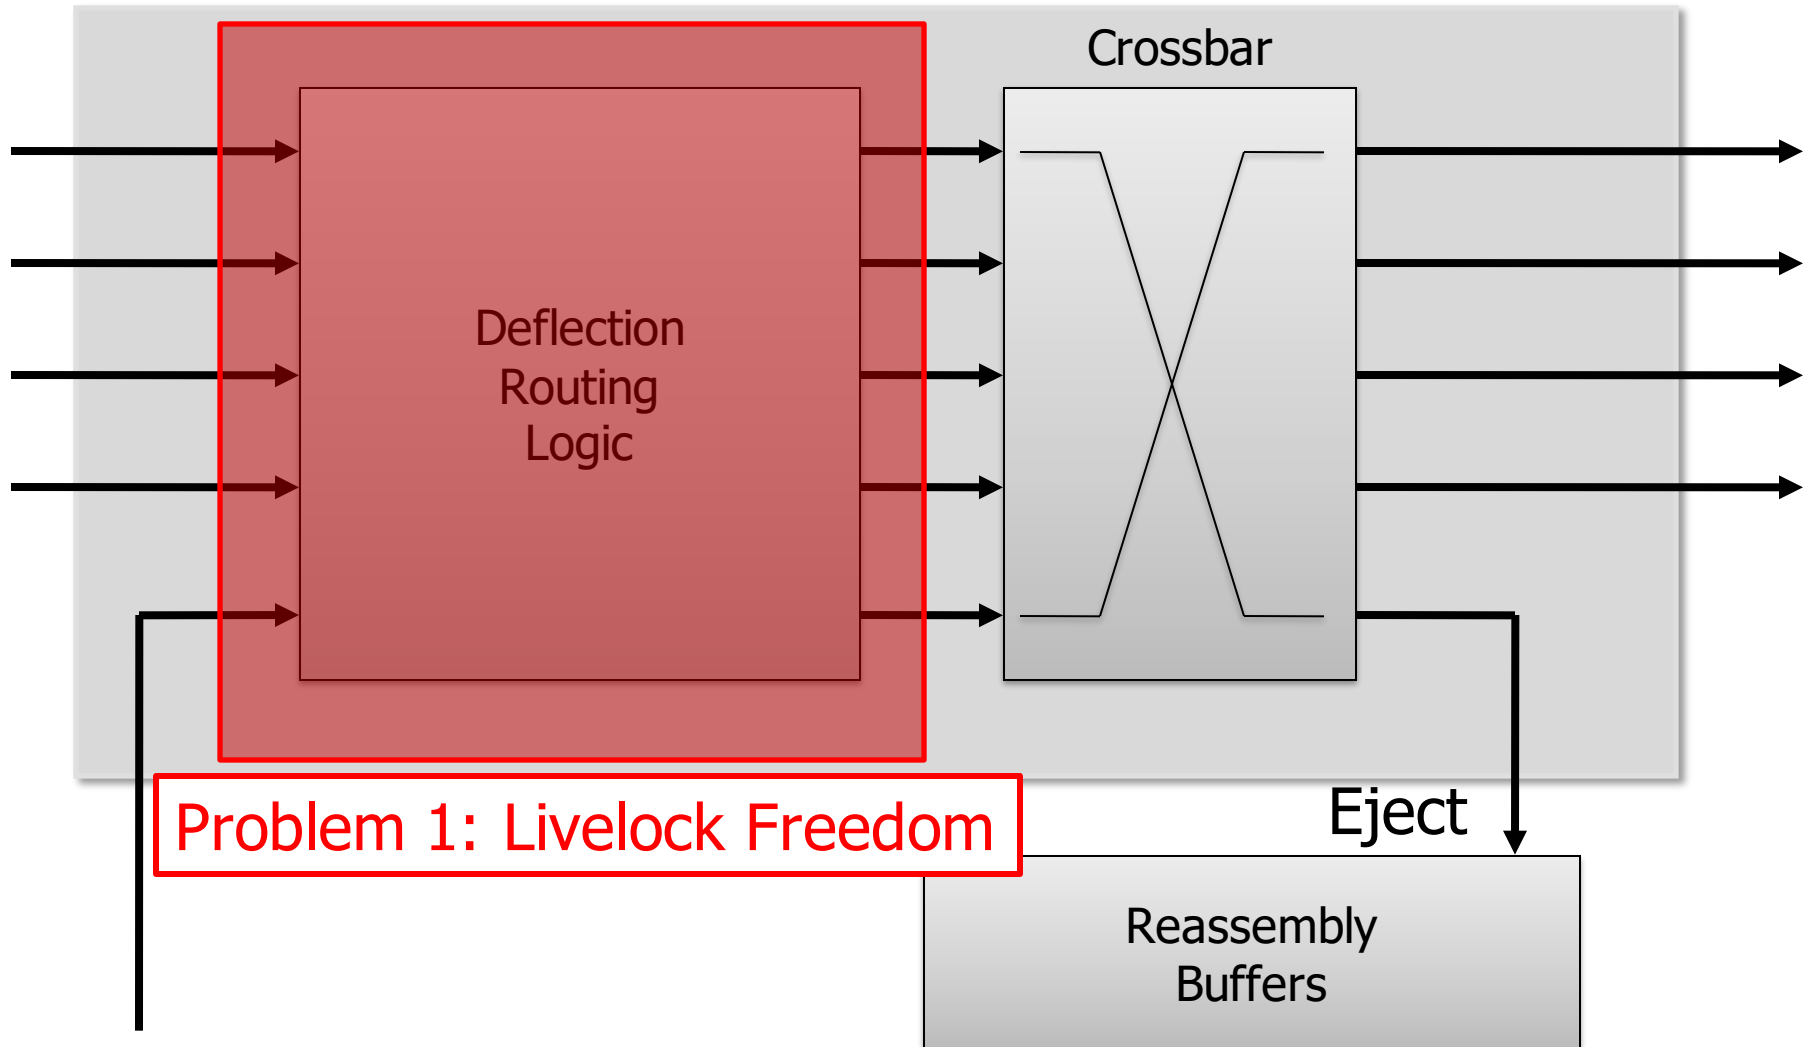 Crossbar
Deflection
Routing
Logic
Problem 1: Livelock Freedom
Eject
Reassembly
Buffers